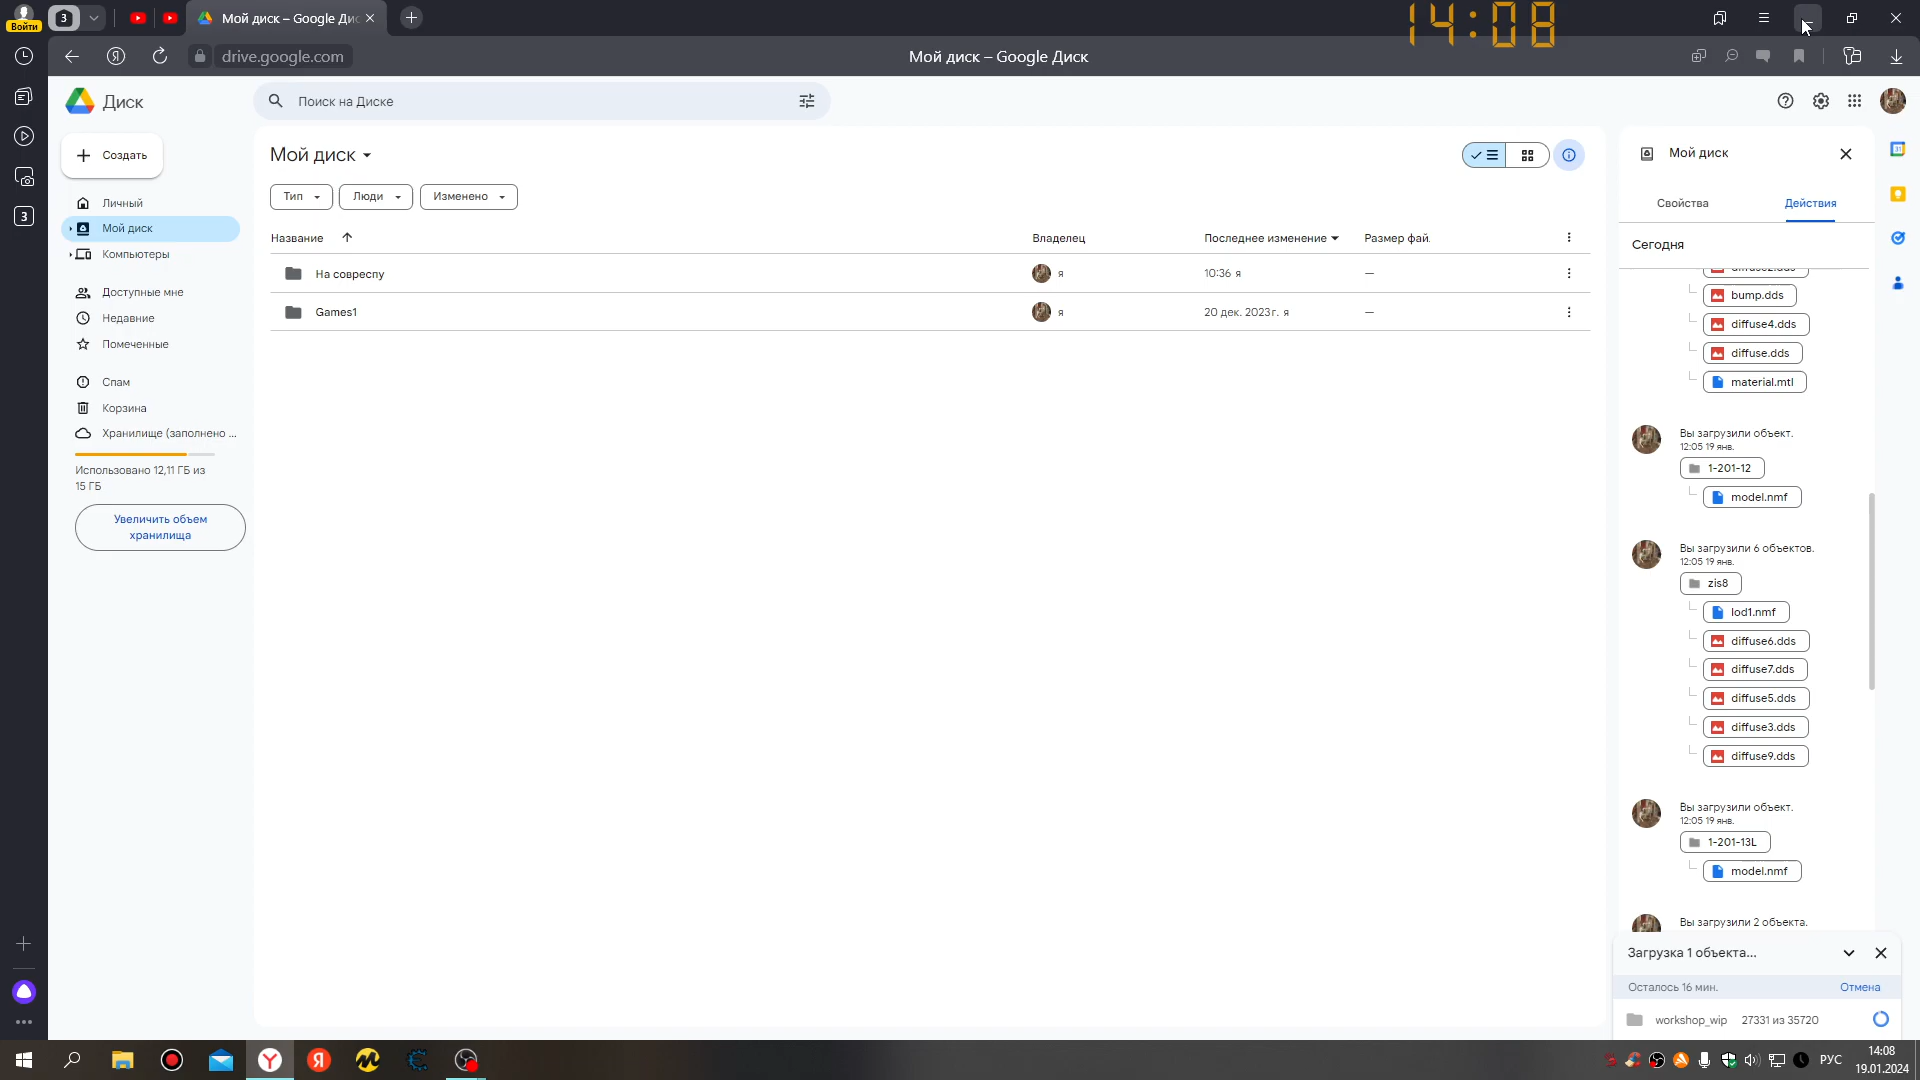 Войти
3
Мой диск – Google Ди
14:08
drive.google.com
Мой диск – Google Диск
3
Диск
Поиск на Диске
Создать
Личный
Мой диск
Компьютеры
Доступные мне
Недавние
Помеченные
Спам
Корзина
Хранилище (заполнено ...
Использовано 12,11 ГБ из
15 ГБ
Увеличить объем
хранилища
Мой диск
Тип
Люди
Изменено
Название
Владелец
Последнее изменение
Размер фай.
На совреспу
я
10:36 я
—
Games1
я
20 дек. 2023 г. я
—
Мой диск
Свойства
Действия
Сегодня
diffuse2.dds
bump.dds
diffuse4.dds
diffuse.dds
material.mtl
Вы загрузили объект.
12:05 19 янв.
1-201-12
model.nmf
Вы загрузили 6 объектов.
12:05 19 янв.
zis8
lod1.nmf
diffuse6.dds
diffuse7.dds
diffuse5.dds
diffuse3.dds
diffuse9.dds
Вы загрузили объект.
12:05 19 янв.
1-201-13L
model.nmf
Вы загрузили 2 объекта.
Загрузка 1 объекта...
Осталось 16 мин.
Отмена
workshop_wip
27331 из 35720
РУС
14:08
19.01.2024